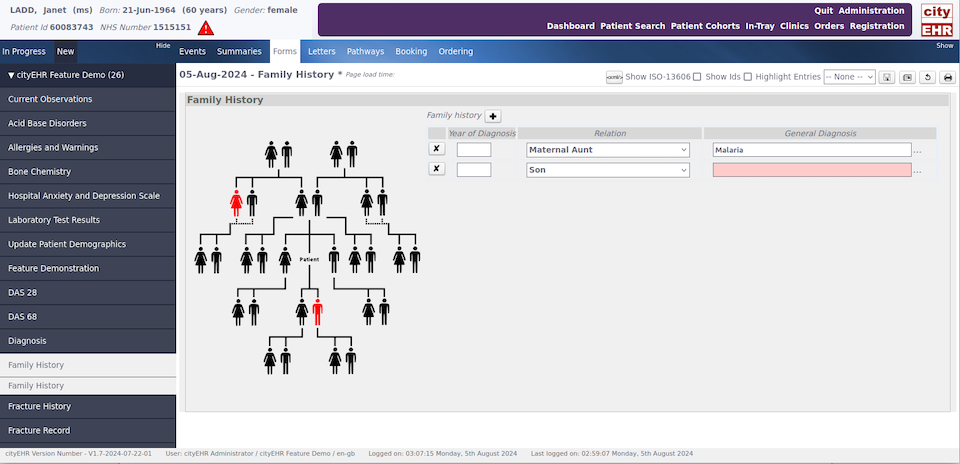 LADD, Janet (ms) Born: 21-Jun-1964 (60 years) Gender: female
Patient Id 60083743 NHS Number 1515151
Quit Administration
Dashboard Patient Search Patient Cohorts In-Tray Clinics Orders Registration
city
EHR
In Progress New Hide Events Summaries Forms Letters Pathways Booking Ordering Show
▼ cityEHR Feature Demo (26)
Current Observations
Acid Base Disorders
Allergies and Warnings
Bone Chemistry
Hospital Anxiety and Depression Scale
Laboratory Test Results
Update Patient Demographics
Feature Demonstration
DAS 28
DAS 68
Diagnosis
Family History
Family History
Fracture History
Fracture Record
05-Aug-2024 - Family History * Page load time:
Show ISO-13606 Show Ids Highlight Entries -- None --
Family History
Family history
Year of Diagnosis Relation General Diagnosis
Maternal Aunt Malaria ...
Son ...
Patient
cityEHR Version Number - V1.7-2024-07-22-01 User: cityEHR Administrator / cityEHR Feature Demo / en-gb Logged on: 03:07:15 Monday, 5th August 2024 Last logged on: 02:59:07 Monday, 5th August 2024